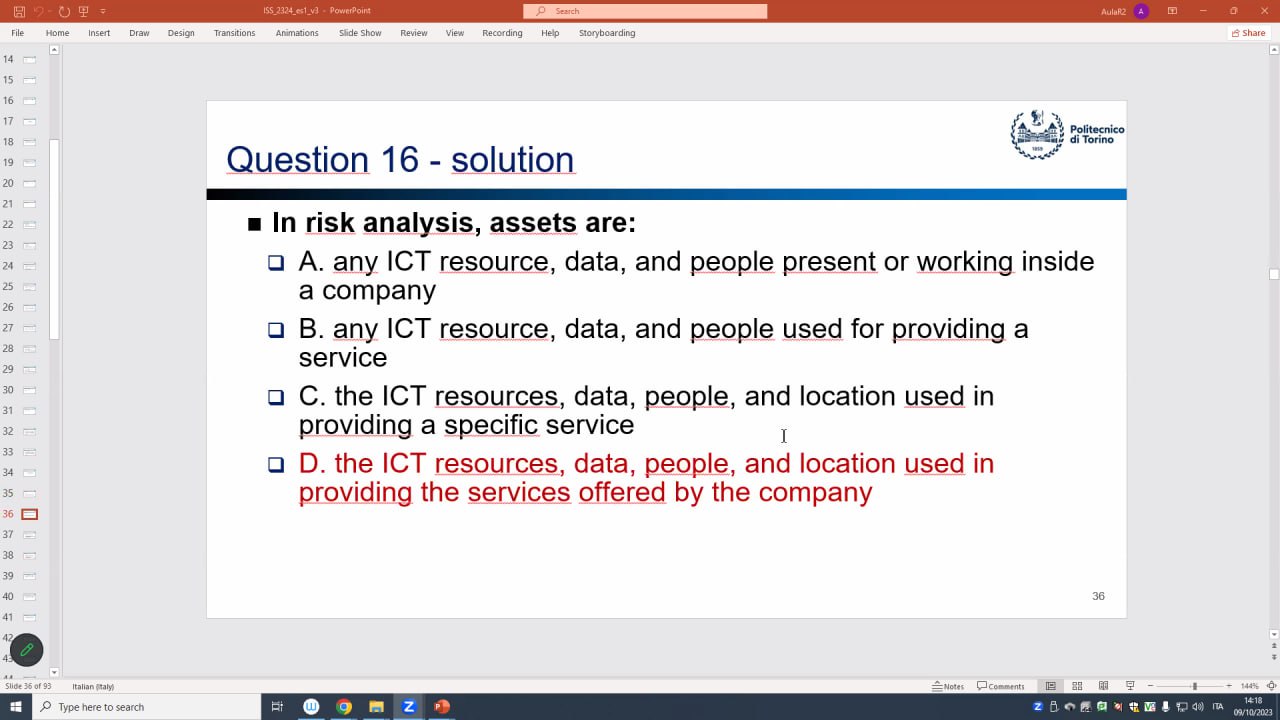 ISS_2324_es1_v3 - PowerPoint
Search
AulaR2
A
File Home Insert Draw Design Transitions Animations Slide Show Review View Recording Help Storyboarding
Share
14
15
16
17
18
19
20
21
22
23
24
25
26
27
28
29
30
31
32
33
34
35
36
37
38
39
40
41
42
43
44
Politecnico
di Torino
1859
Question 16 - solution
In risk analysis, assets are:
A. any ICT resource, data, and people present or working inside
a company
B. any ICT resource, data, and people used for providing a
service
C. the ICT resources, data, people, and location used in
providing a specific service
D. the ICT resources, data, people, and location used in
providing the services offered by the company
36
Slide 36 of 93 Italian (Italy)
Notes Comments 144%
Type here to search
ITA
14:18
09/10/2023